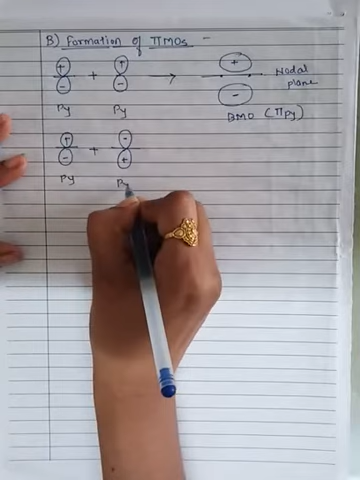 B) Formation of ΠMOs -
+ + + → + Nodal plane
- - -
Py Py BMO (ΠPy)
+ + -
- +
Py Py